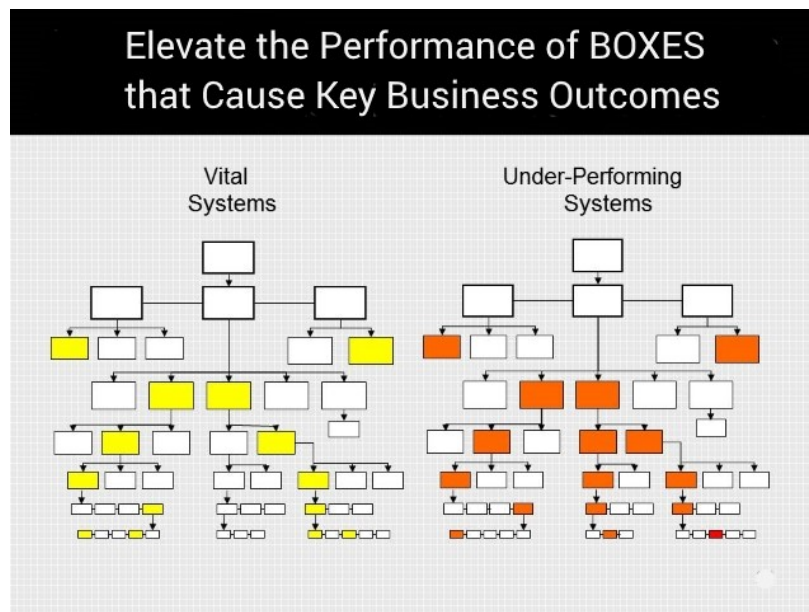 Elevate the Performance of BOXES
that Cause Key Business Outcomes
Vital
Systems
Under-Performing
Systems